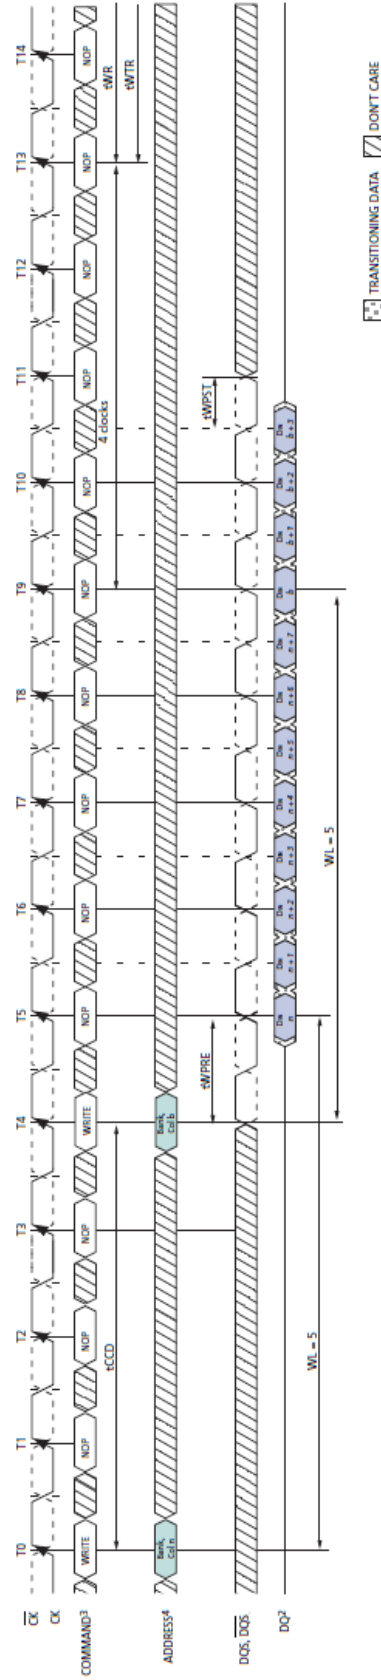 T0 T1 T2 T3 T4 T5 T6 T7 T8 T9 T10 T11 T12 T13 T14
CK
CK
COMMAND3 WRITE NOP NOP NOP WRITE NOP NOP NOP NOP NOP NOP NOP NOP NOP NOP
tCCD 4 clocks tWR
tWTR
ADDRESS4 Bank, Col n Bank, Col b
tWPRE tWPST
DQS, DQS
DQ2 Din n Din n + 1 Din n + 2 Din n + 3 Din n + 4 Din n + 5 Din n + 6 Din n + 7 Din b Din b + 1 Din b + 2 Din b + 3
WL = 5
WL = 5
TRANSITIONING DATA DON'T CARE